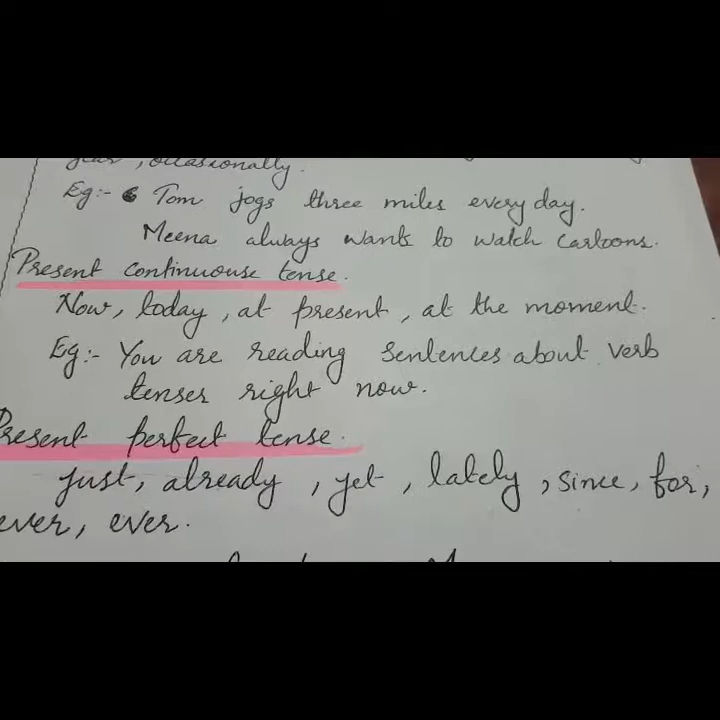 , occasionally.
Eg:- Tom jogs three miles every day.
Meena always wants to watch cartoons.
Present continuouse tense.
Now, today, at present, at the moment.
Eg:- You are reading sentences about verb
tenses right now.
Present perfect tense.
just, already, yet, lately, since, for,
ever, ever.